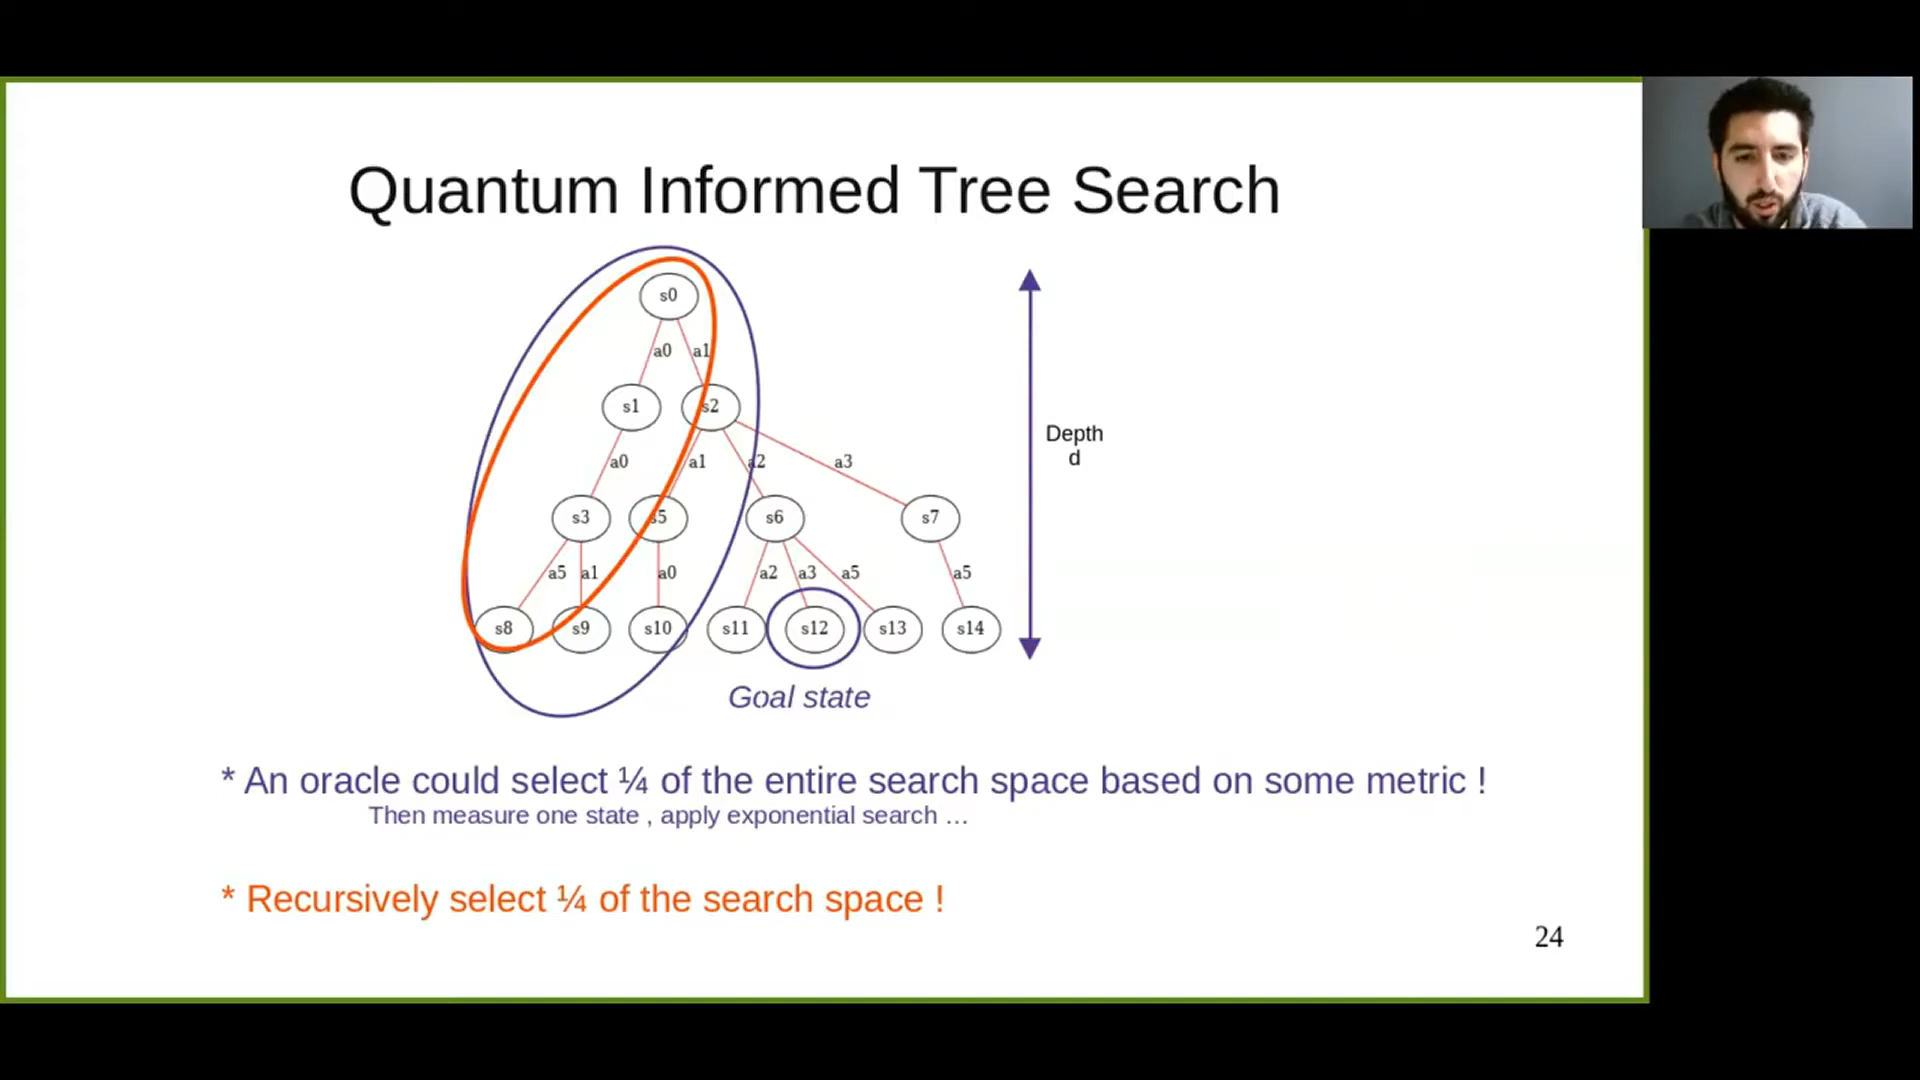 Quantum Informed Tree Search
s0
a0 a1
s1 s2
a0 a1 a2 a3
s3 s5 s6 s7
a5 a1 a0 a2 a3 a5 a5
s8 s9 s10 s11 s12 s13 s14
Depth
d
Goal state
* An oracle could select ¼ of the entire search space based on some metric !
Then measure one state , apply exponential search …
* Recursively select ¼ of the search space !
24